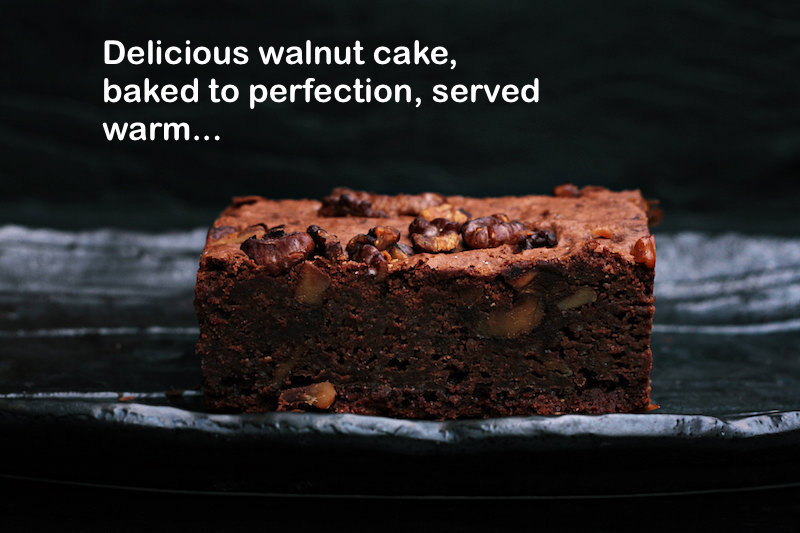 Delicious walnut cake,
baked to perfection, served
warm...